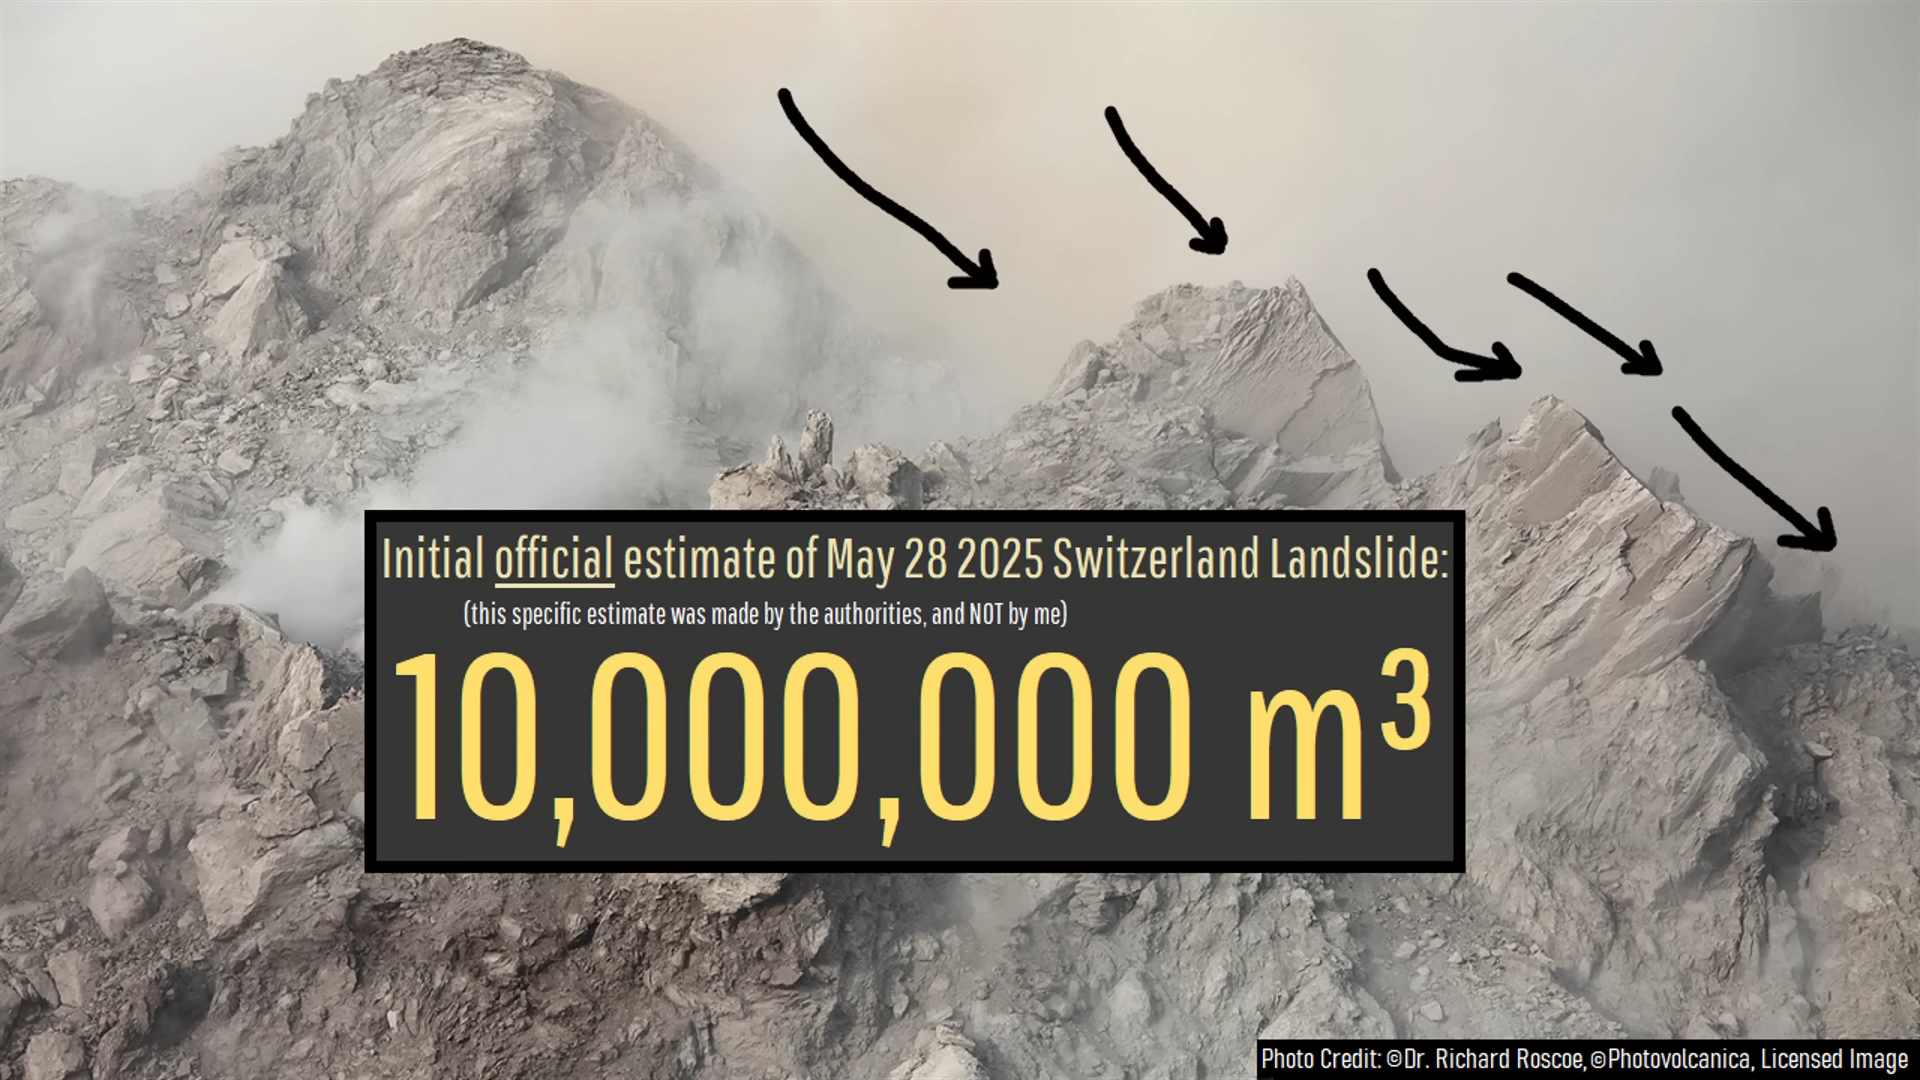 Initial official estimate of May 28 2025 Switzerland Landslide:
(this specific estimate was made by the authorities, and NOT by me)
10,000,000 m³
Photo Credit: ©Dr. Richard Roscoe, ©Photovolcanica, Licensed Image